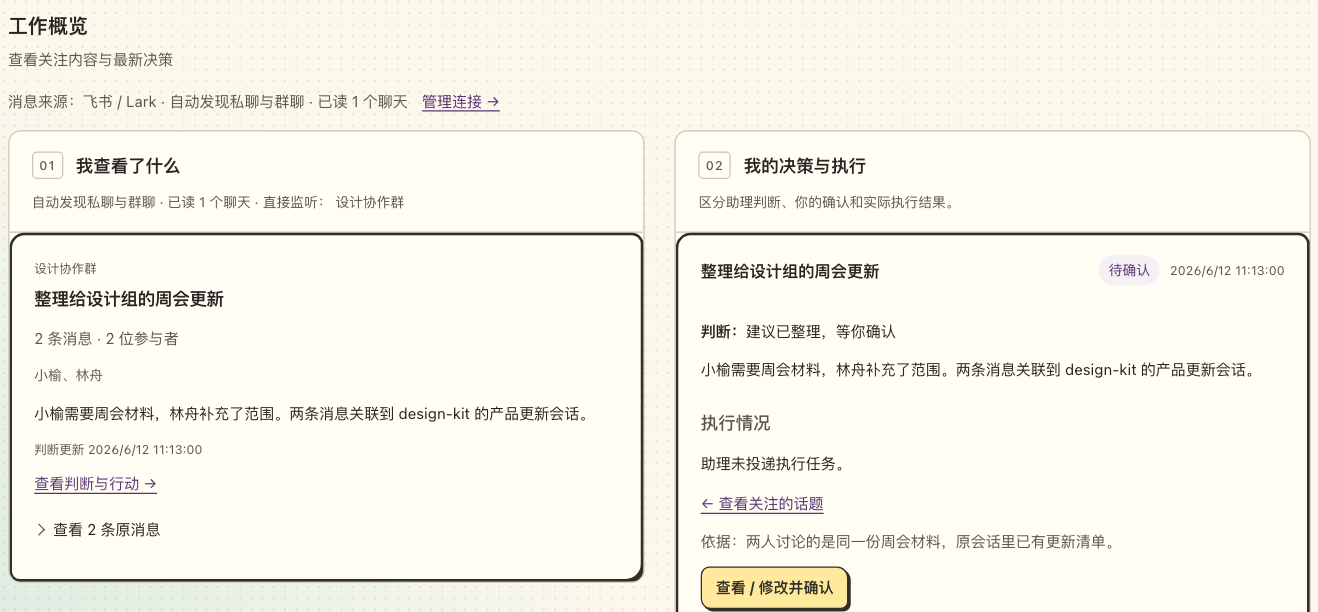 工作概览
查看关注内容与最新决策
消息来源：飞书 / Lark · 自动发现私聊与群聊 · 已读 1 个聊天 管理连接 →
01 我查看了什么
自动发现私聊与群聊 · 已读 1 个聊天 · 直接监听： 设计协作群
设计协作群
整理给设计组的周会更新
2 条消息 · 2 位参与者
小榆、林舟
小榆需要周会材料，林舟补充了范围。两条消息关联到 design-kit 的产品更新会话。
判断更新 2026/6/12 11:13:00
查看判断与行动 →
查看 2 条原消息
02 我的决策与执行
区分助理判断、你的确认和实际执行结果。
整理给设计组的周会更新 待确认 2026/6/12 11:13:00
判断：建议已整理，等你确认
小榆需要周会材料，林舟补充了范围。两条消息关联到 design-kit 的产品更新会话。
执行情况
助理未投递执行任务。
← 查看关注的话题
依据：两人讨论的是同一份周会材料，原会话里已有更新清单。
查看 / 修改并确认